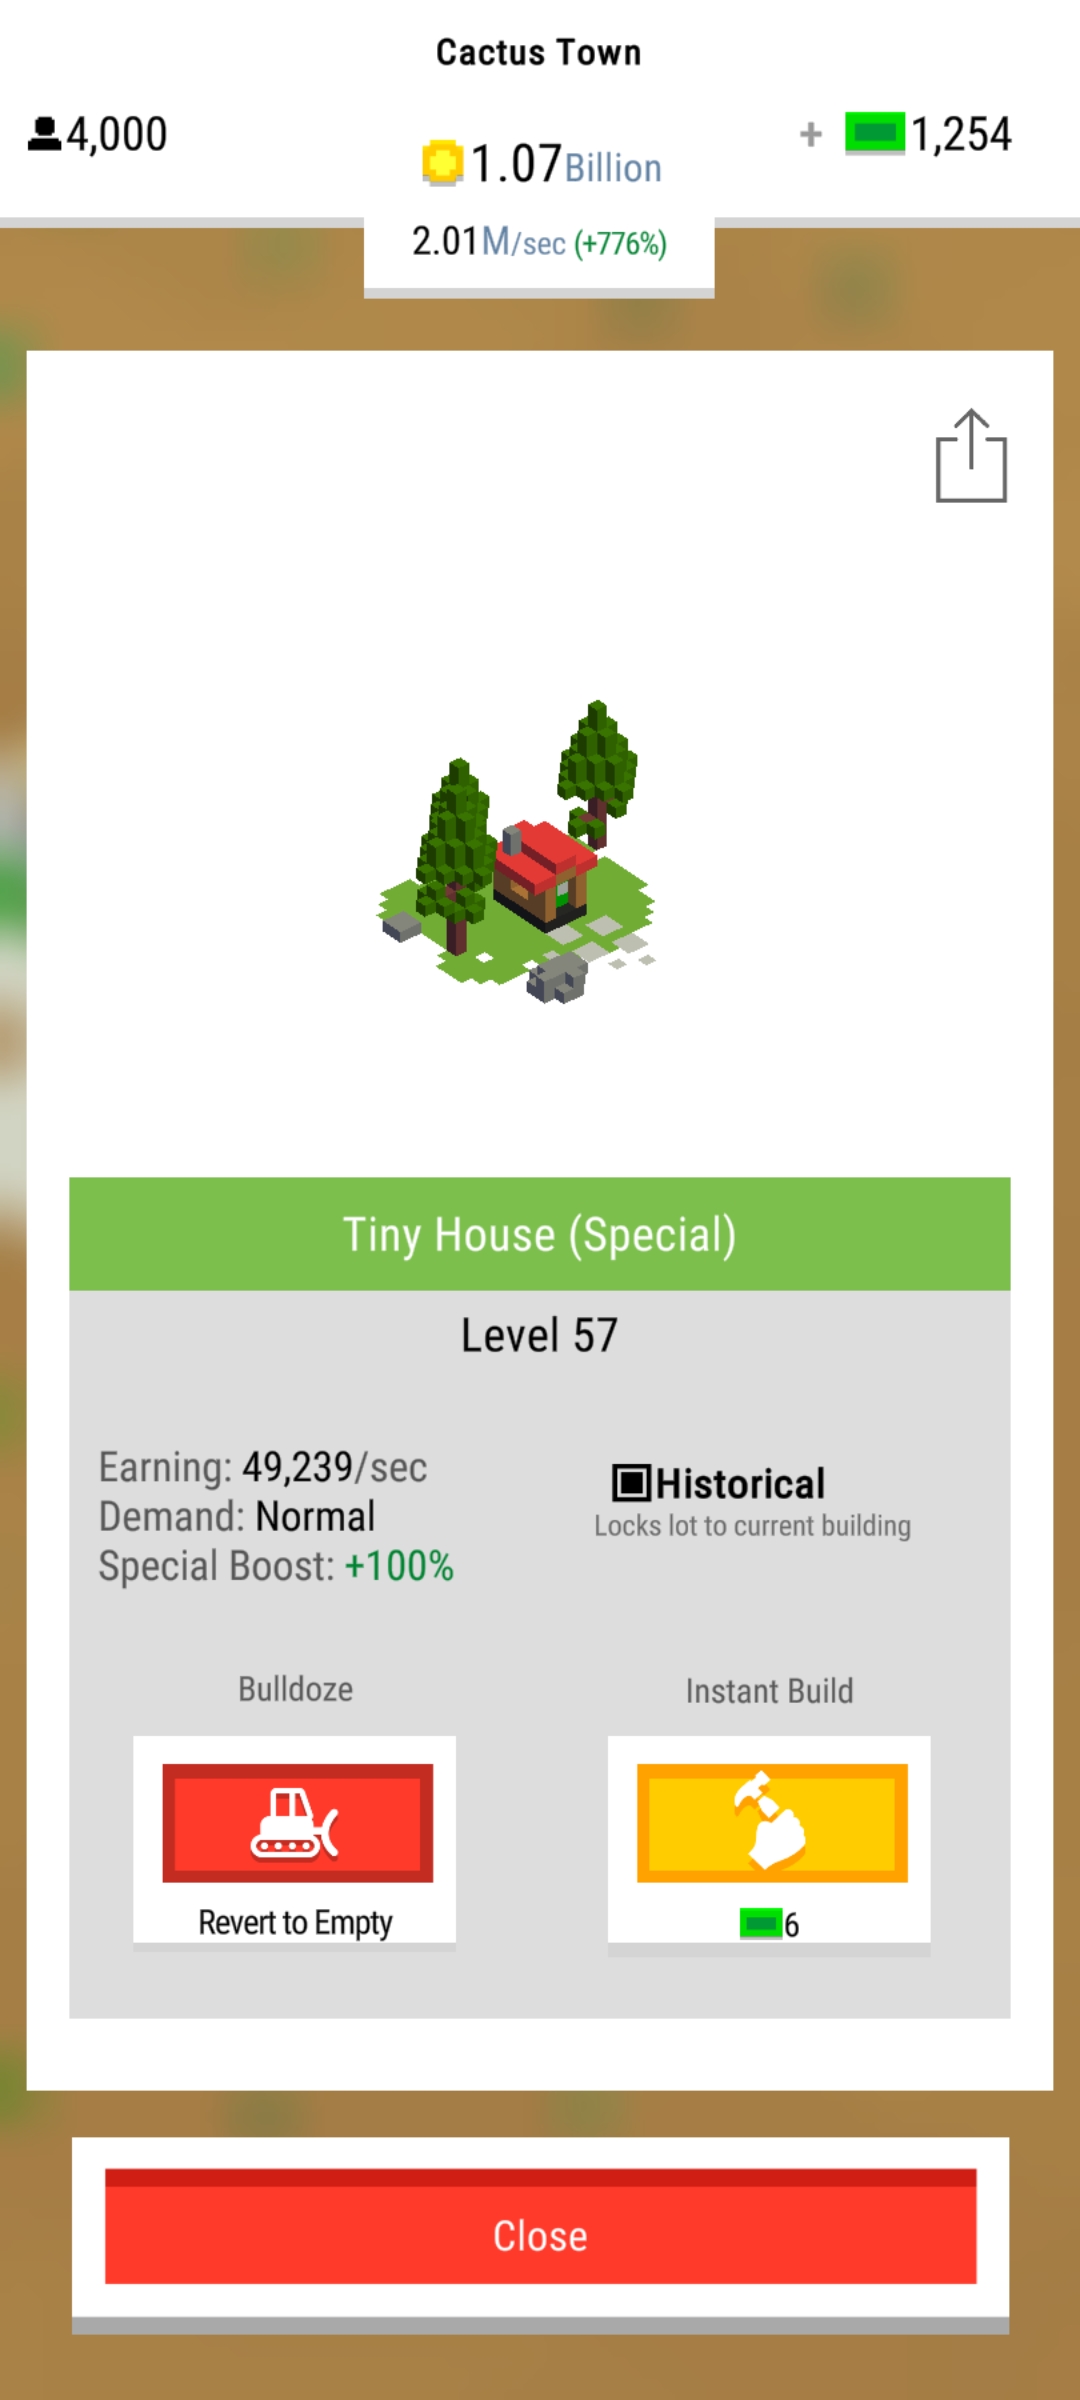 Cactus Town
4,000
1.07Billion
+ 1,254
2.01M/sec (+776%)
Tiny House (Special)
Level 57
Earning: 49,239/sec
Demand: Normal
Special Boost: +100%
Historical
Locks lot to current building
Bulldoze
Revert to Empty
Instant Build
6
Close